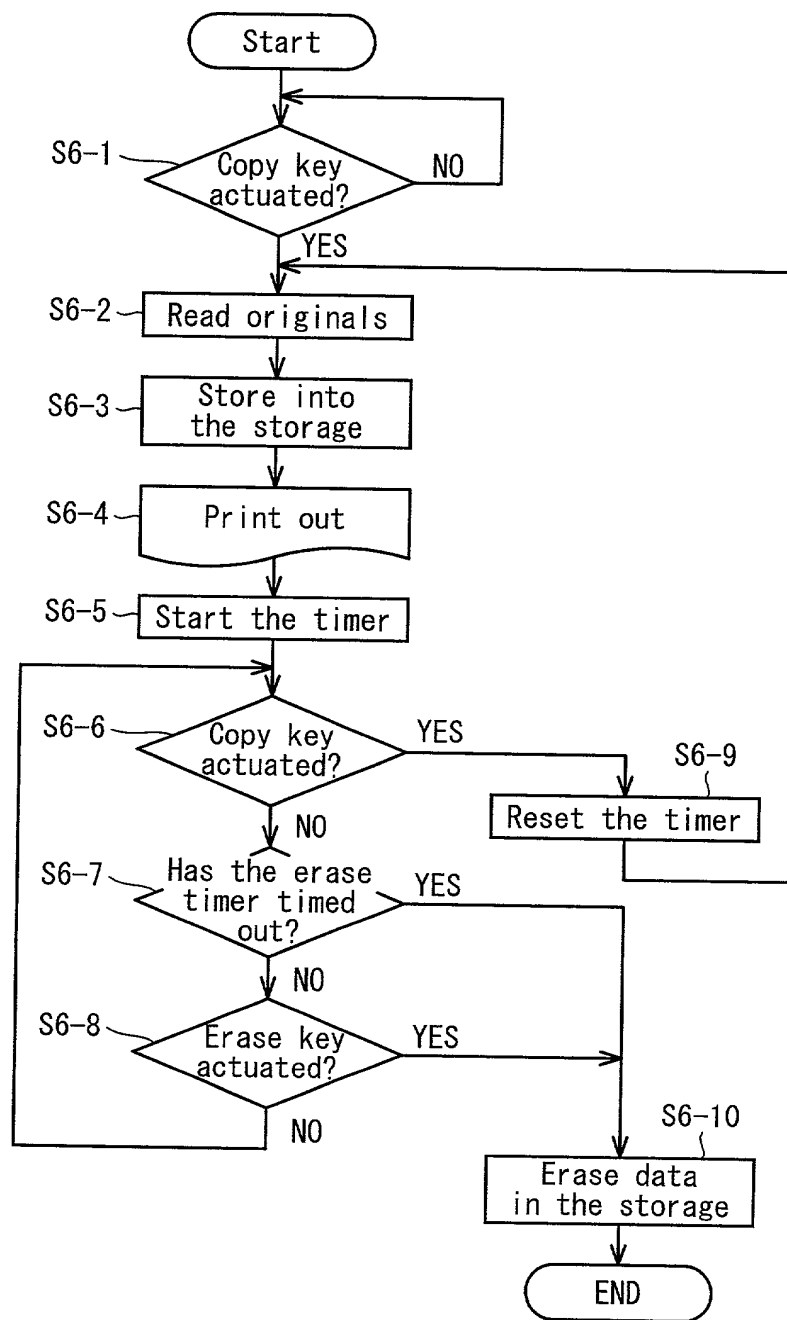 Start
S6-1
Copy key
actuated?
NO
YES
S6-2
Read originals
S6-3
Store into
the storage
S6-4
Print out
S6-5
Start the timer
S6-6
Copy key
actuated?
YES
S6-9
Reset the timer
NO
S6-7
Has the erase
timer timed
out?
YES
NO
S6-8
Erase key
actuated?
YES
NO
S6-10
Erase data
in the storage
END